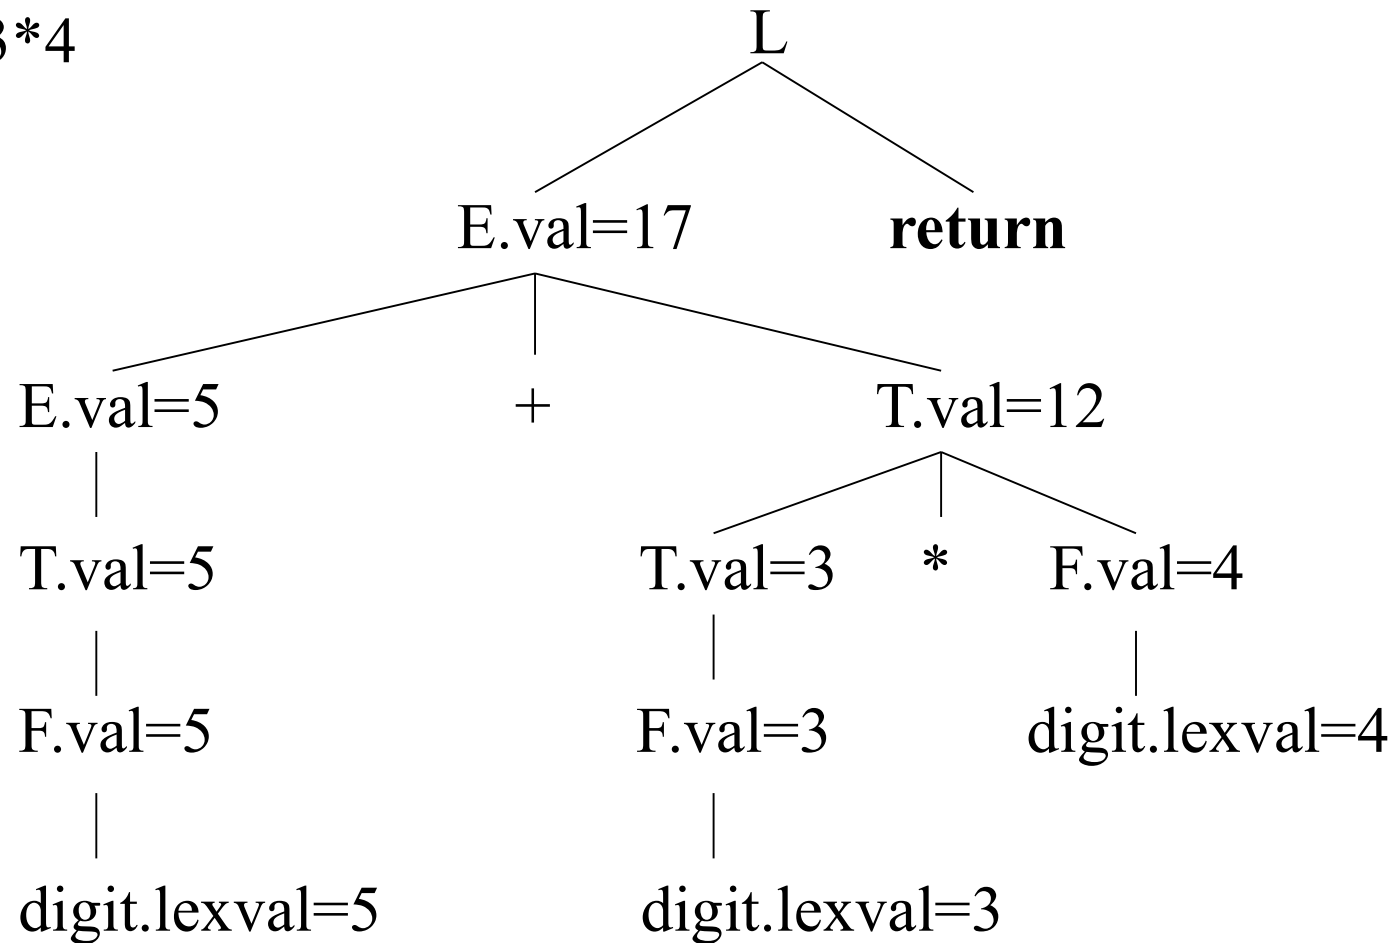 3*4
L
E.val=17 return
E.val=5 + T.val=12
T.val=5 T.val=3 * F.val=4
F.val=5 F.val=3 digit.lexval=4
digit.lexval=5 digit.lexval=3